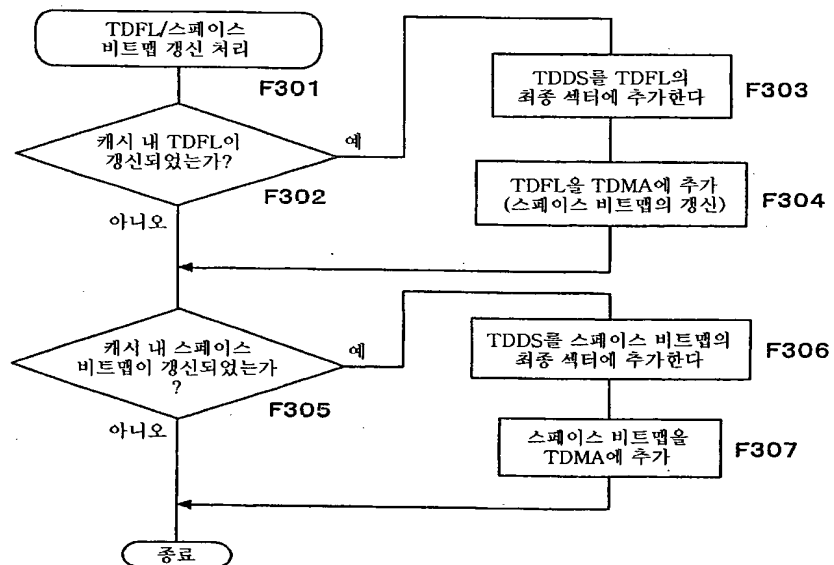 TDFL/스페이스
비트맵 갱신 처리
F301
캐시 내 TDFL이
갱신되었는가?
예
F302
아니오
TDDS를 TDFL의
최종 섹터에 추가한다
F303
TDFL을 TDMA에 추가
(스페이스 비트맵의 갱신)
F304
캐시 내 스페이스
비트맵이 갱신되었는가
?
예
F305
아니오
TDDS를 스페이스 비트맵의
최종 섹터에 추가한다
F306
스페이스 비트맵을
TDMA에 추가
F307
종료